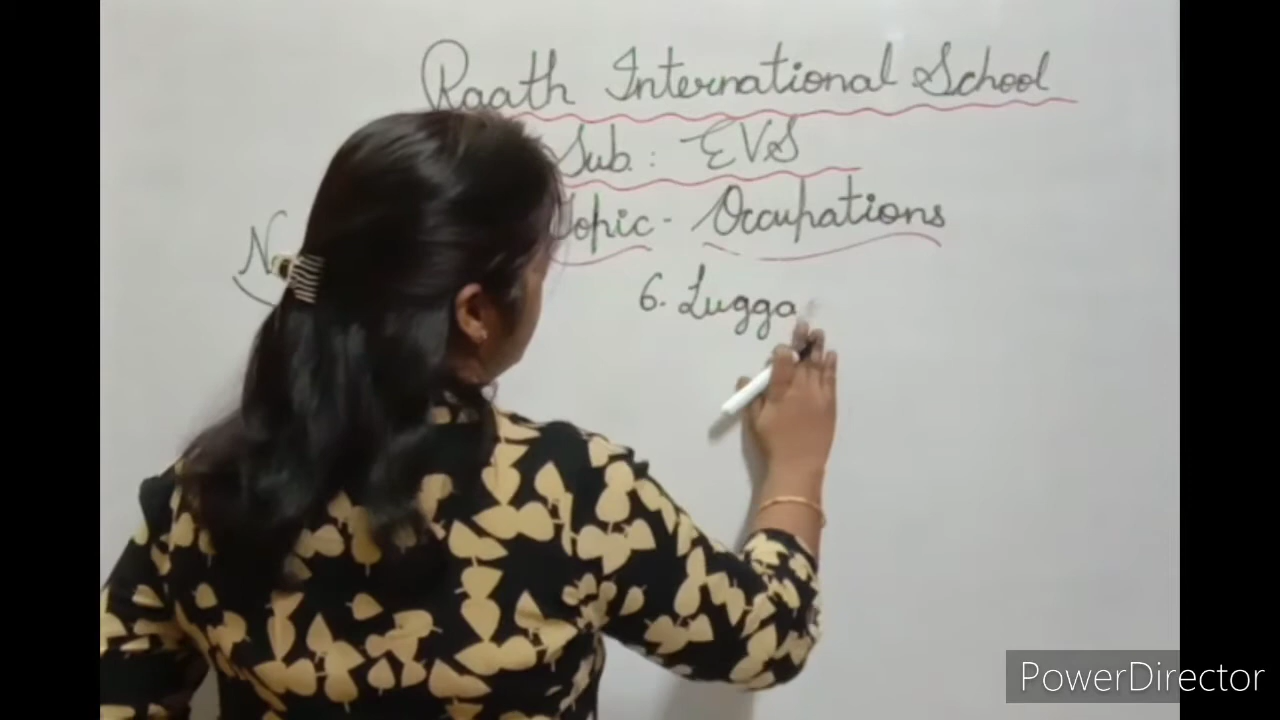 Raath International School
Sub. : EVS
Topic - Occupations
N
6. Lugga
PowerDirector